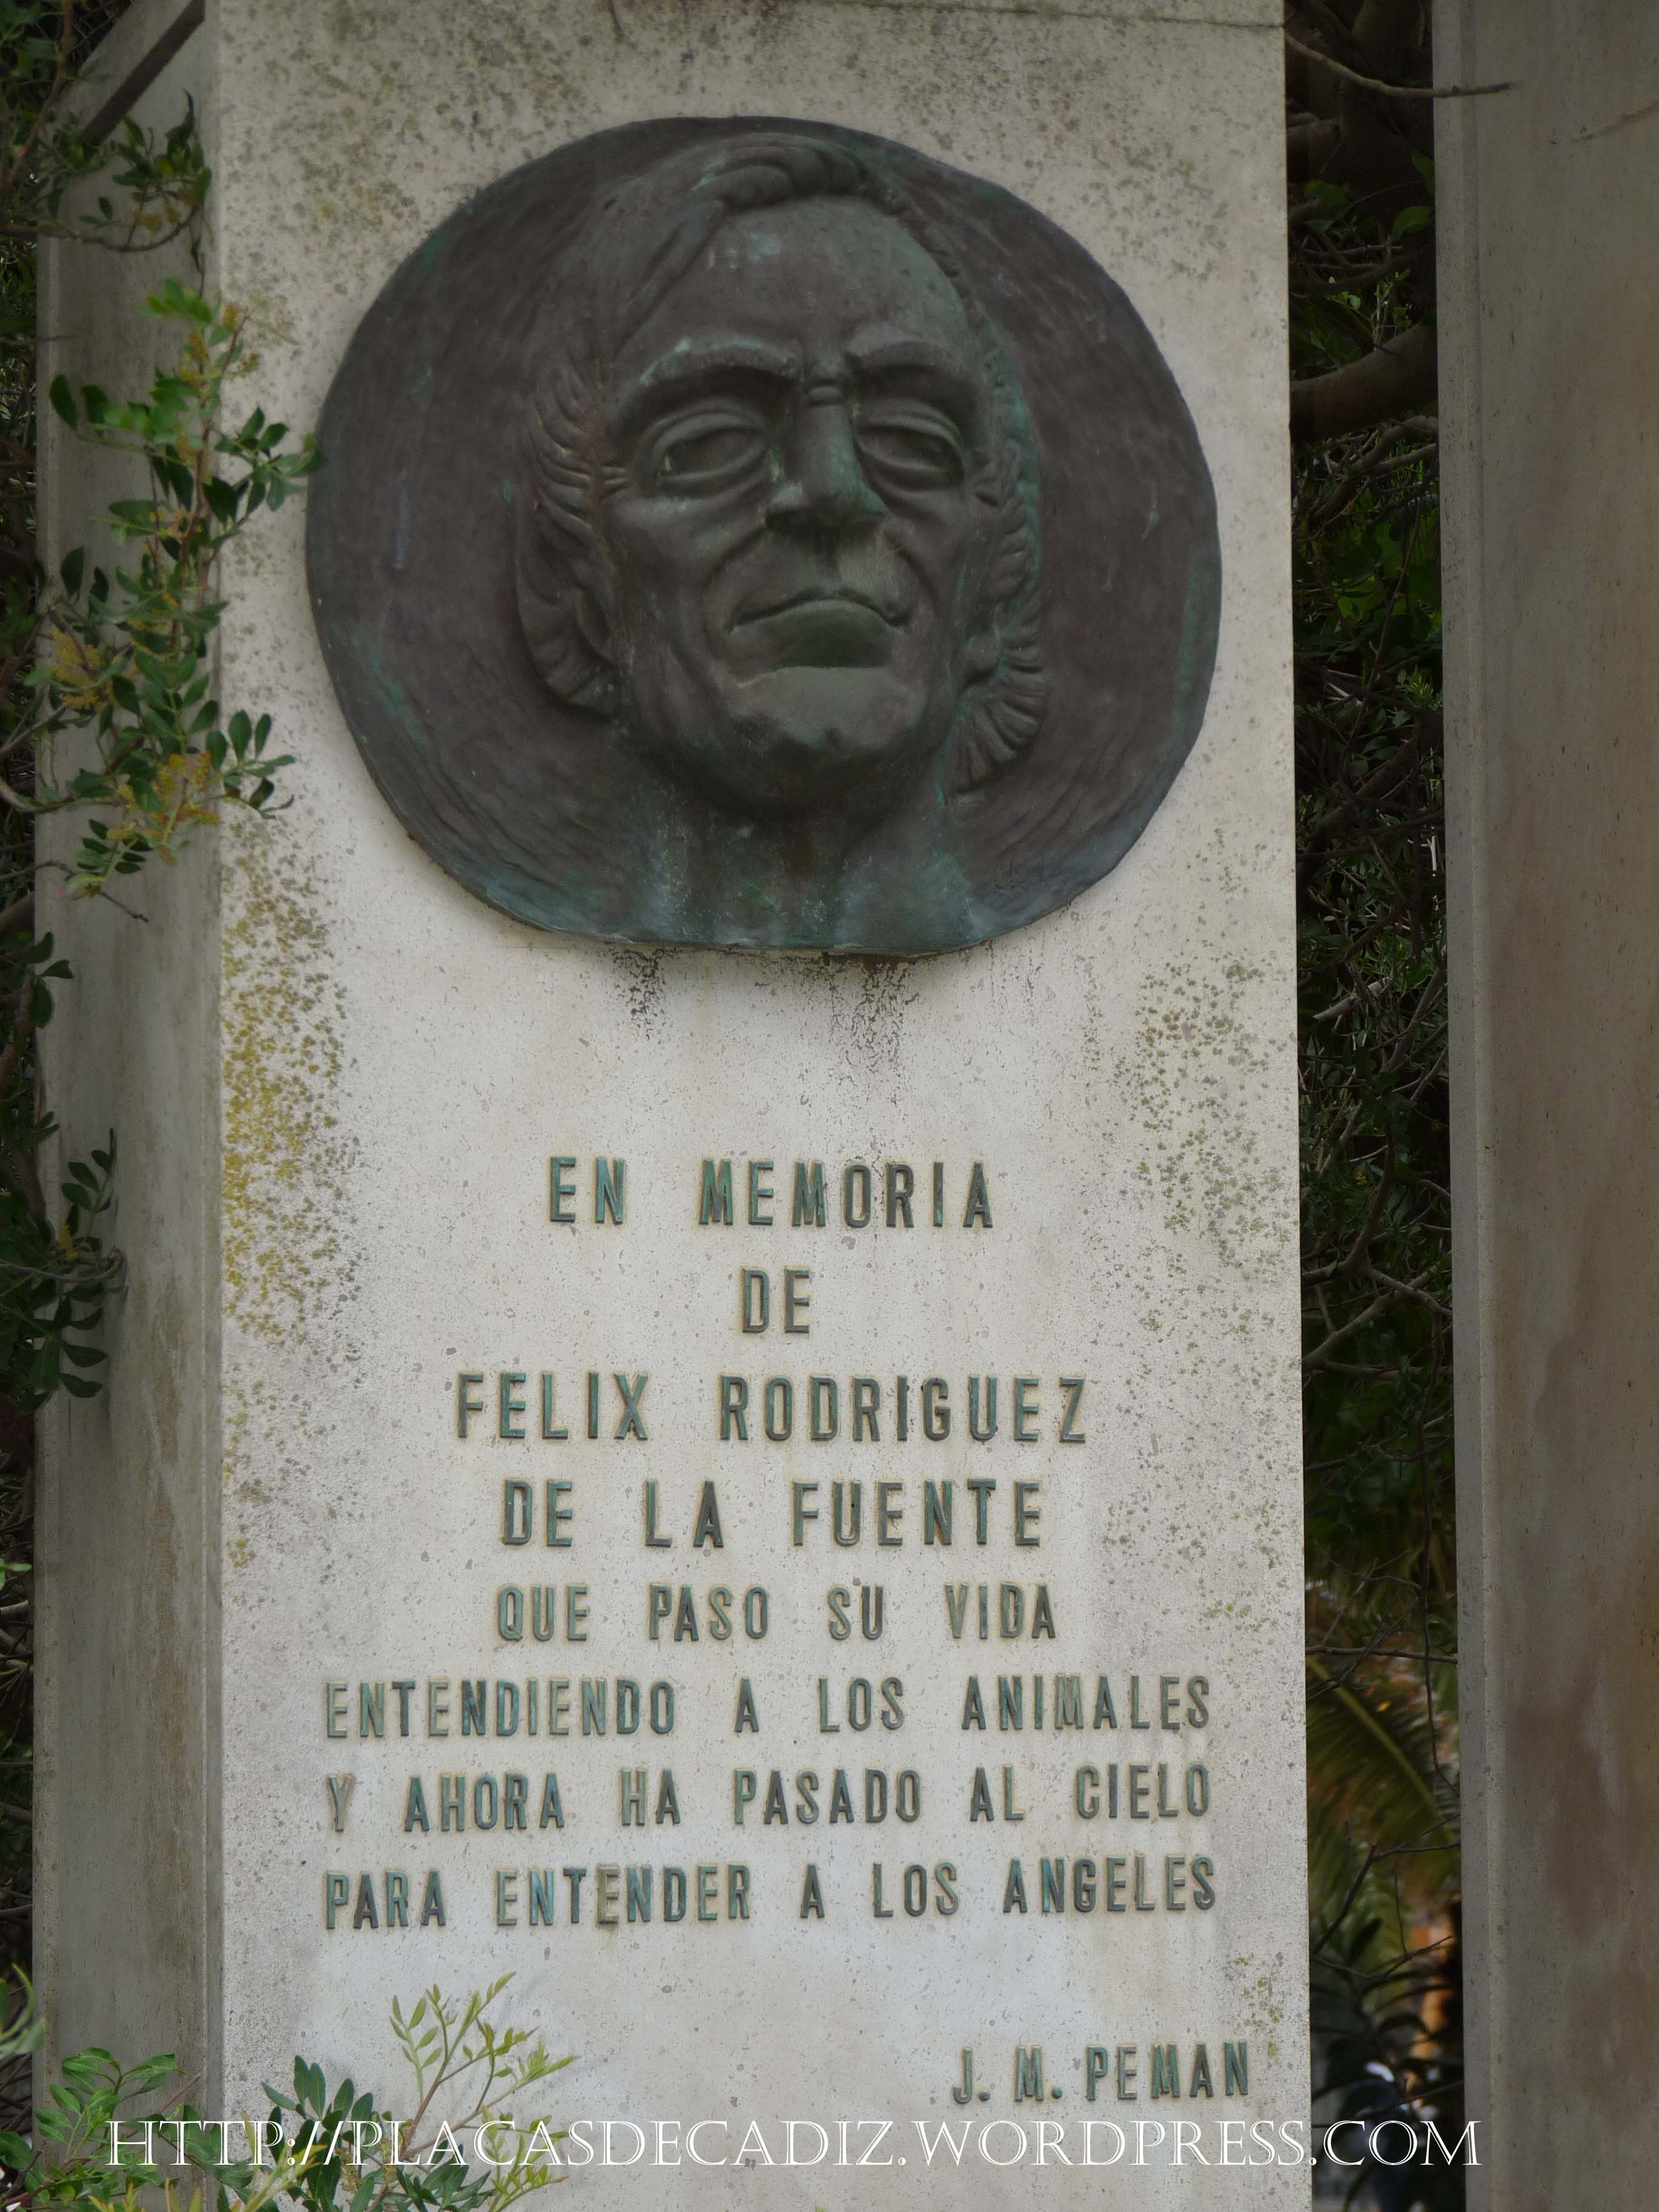 EN MEMORIA
DE
FELIX RODRIGUEZ
DE LA FUENTE
QUE PASO SU VIDA
ENTENDIENDO A LOS ANIMALES
Y AHORA HA PASADO AL CIELO
PARA ENTENDER A LOS ANGELES
J. M. PEMAN
HTTP://PLACASDECADIZ.WORDPRESS.COM